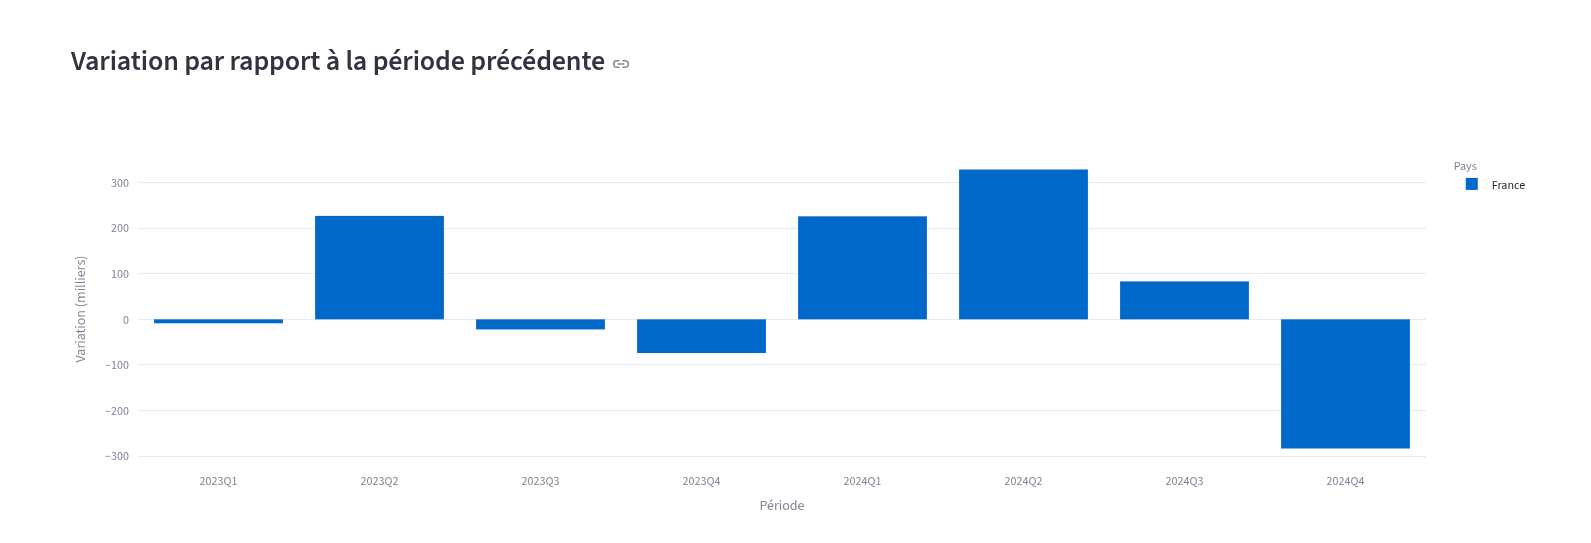 Variation par rapport à la période précédente
Pays
France
300
200
100
0
−100
−200
−300
Variation (milliers)
2023Q1 2023Q2 2023Q3 2023Q4 2024Q1 2024Q2 2024Q3 2024Q4
Période